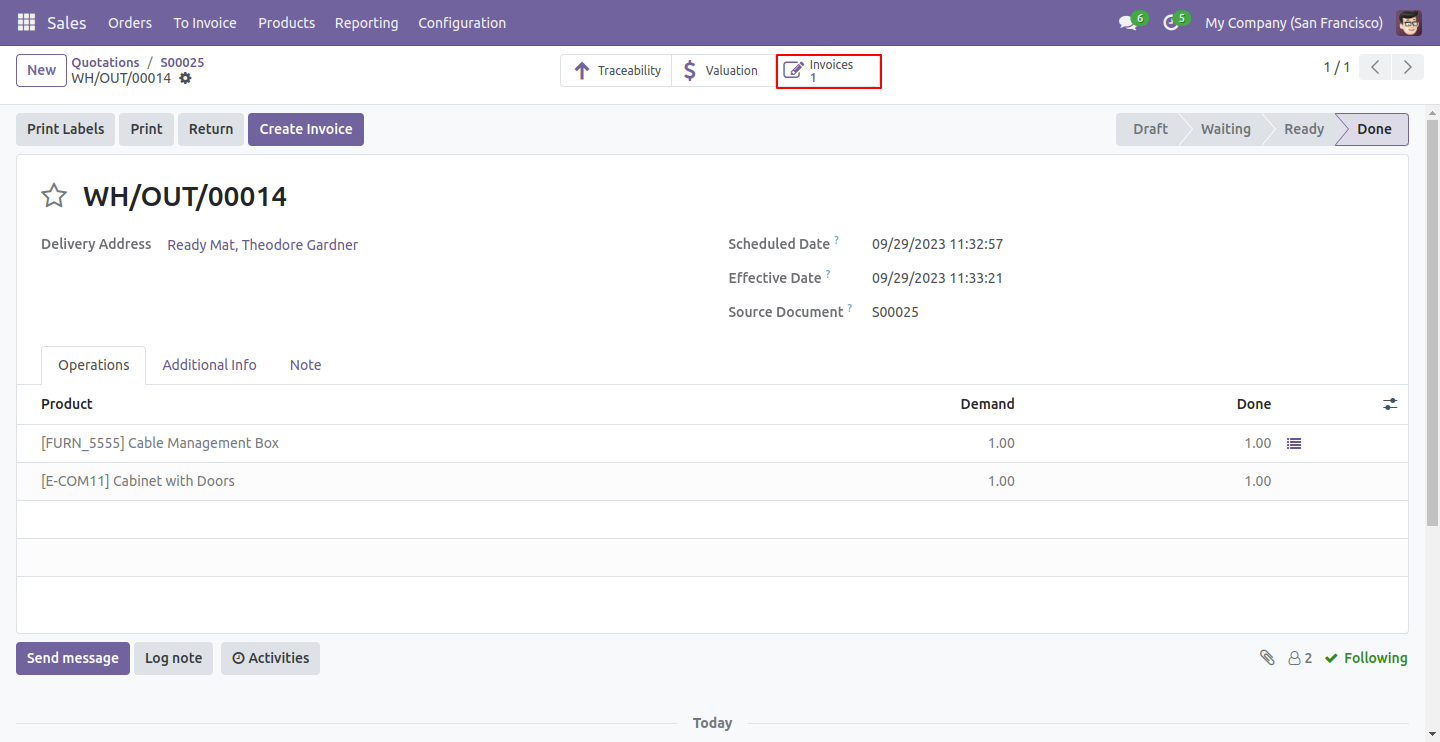 Sales Orders To Invoice Products Reporting Configuration 6 5 My Company (San Francisco)
New Quotations / S00025
WH/OUT/00014
Traceability Valuation Invoices 1 1 / 1
Print Labels Print Return Create Invoice Draft Waiting Ready Done
WH/OUT/00014
Delivery Address Ready Mat, Theodore Gardner Scheduled Date ? 09/29/2023 11:32:57
Effective Date ? 09/29/2023 11:33:21
Source Document ? S00025
Operations Additional Info Note
Product Demand Done
[FURN_5555] Cable Management Box 1.00 1.00
[E-COM11] Cabinet with Doors 1.00 1.00
Send message Log note Activities 2 Following
Today